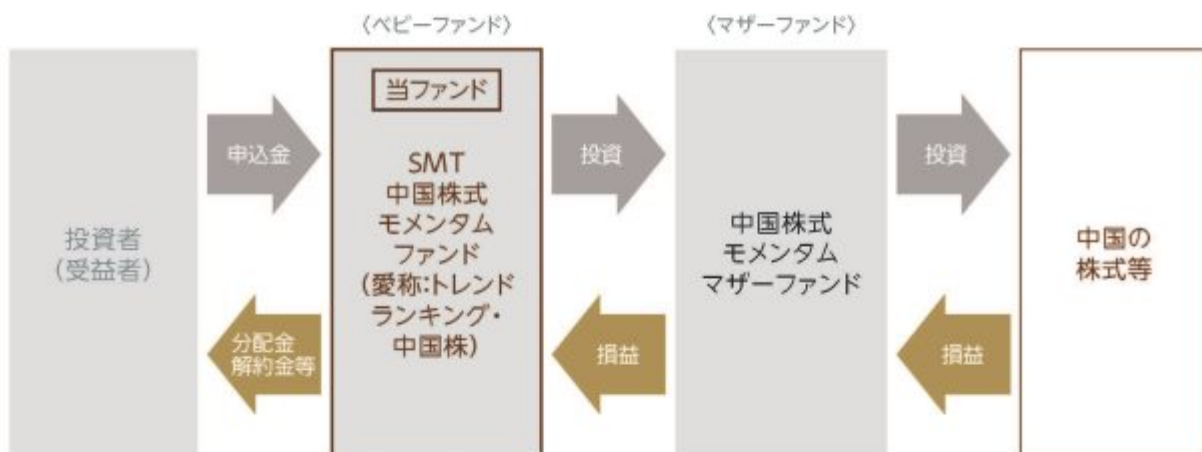 〈ベビーファンド〉
〈マザーファンド〉
投資者
（受益者）
申込金
分配金
解約金等
当ファンド
SMT
中国株式
モメンタム
ファンド
（愛称：トレンド
ランキング・
中国株）
投資
損益
中国株式
モメンタム
マザーファンド
投資
損益
中国の
株式等